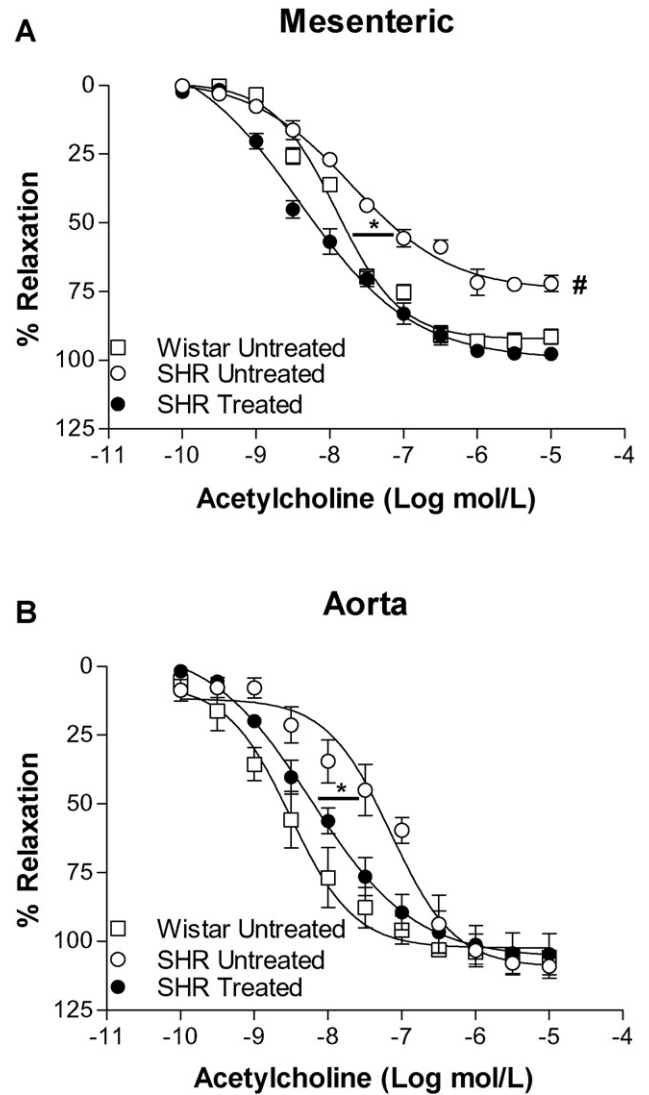 A
Mesenteric
0
25
50
75
100
125
% Relaxation
*
#
Wistar Untreated
SHR Untreated
SHR Treated
-11 -10 -9 -8 -7 -6 -5 -4
Acetylcholine (Log mol/L)
B
Aorta
0
25
50
75
100
125
% Relaxation
*
Wistar Untreated
SHR Untreated
SHR Treated
-11 -10 -9 -8 -7 -6 -5 -4
Acetylcholine (Log mol/L)